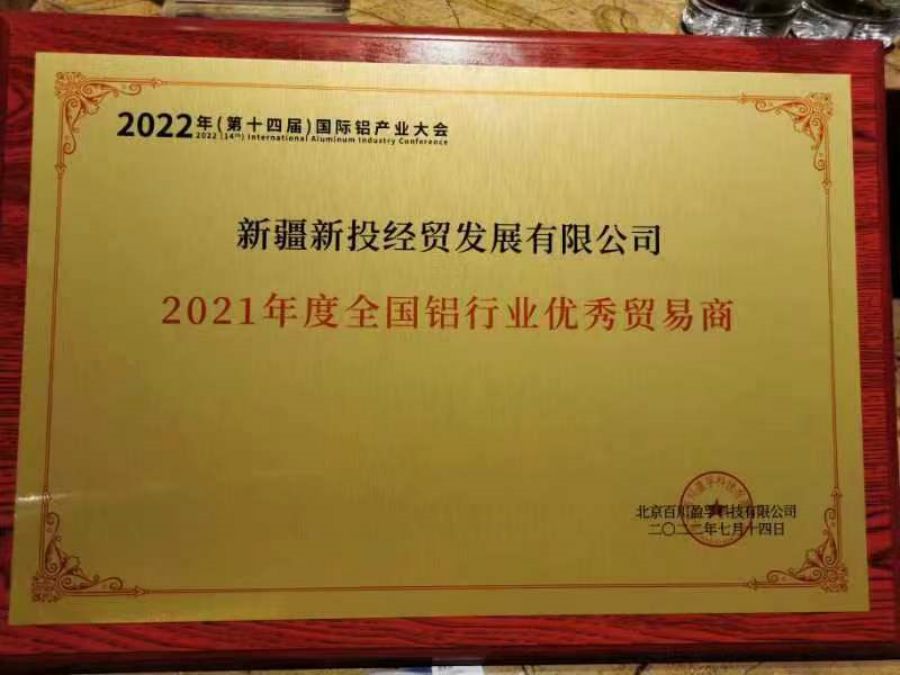 2022年(第十四届)国际铝产业大会
2022 (14th) International Aluminum Industry Conference
新疆新投经贸发展有限公司
2021年度全国铝行业优秀贸易商
北京百川盈孚科技有限公司
二〇二二年七月十四日